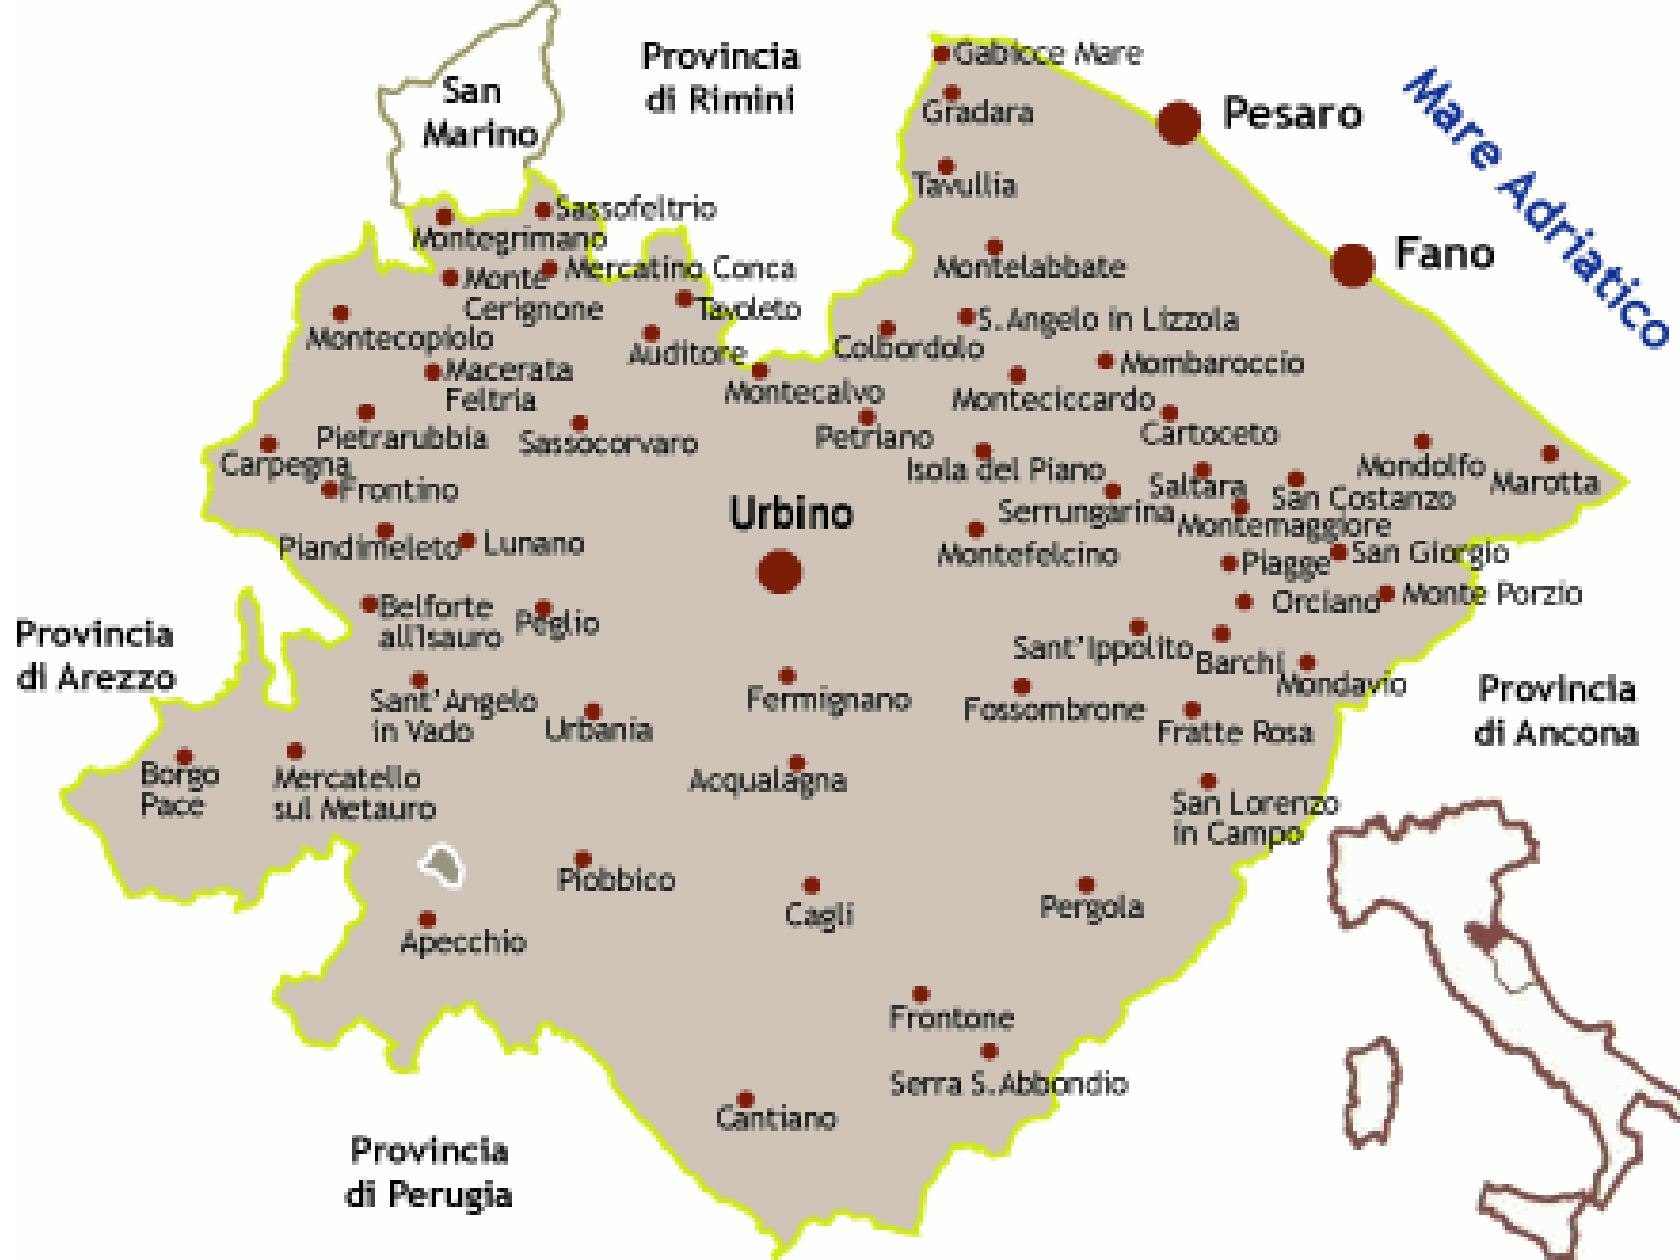 San
Marino
Provincia
di Rimini
Gabicce Mare
Gradara
Pesaro
Mare Adriatico
Tavullia
Sassofeltrio
Montegrimano
Fano
Montelabbate
Mercatino Conca
Monte
Cerignone
Tavoleto
Montecopiolo
Auditore
S.Angelo in Lizzola
Colbordolo
Mombaroccio
Macerata
Feltria
Montecalvo
Monteciccardo
Pietrarubbia
Sassocorvaro
Petriano
Cartoceto
Carpegna
Isola del Piano
Mondolfo
Marotta
Frontino
Saltara
San Costanzo
Serrungarina
Montemaggiore
Urbino
Piandimeleto
Lunano
Montefelcino
Piagge
San Giorgio
Belforte
all'Isauro
Peglio
Orciano
Monte Porzio
Provincia
di Arezzo
Sant'Ippolito
Barchi
Mondavio
Sant'Angelo
in Vado
Urbania
Fermignano
Fossombrone
Fratte Rosa
Provincia
di Ancona
Borgo
Pace
Mercatello
sul Metauro
Acqualagna
San Lorenzo
in Campo
Piobbico
Cagli
Pergola
Apecchio
Frontone
Serra S.Abbondio
Cantiano
Provincia
di Perugia